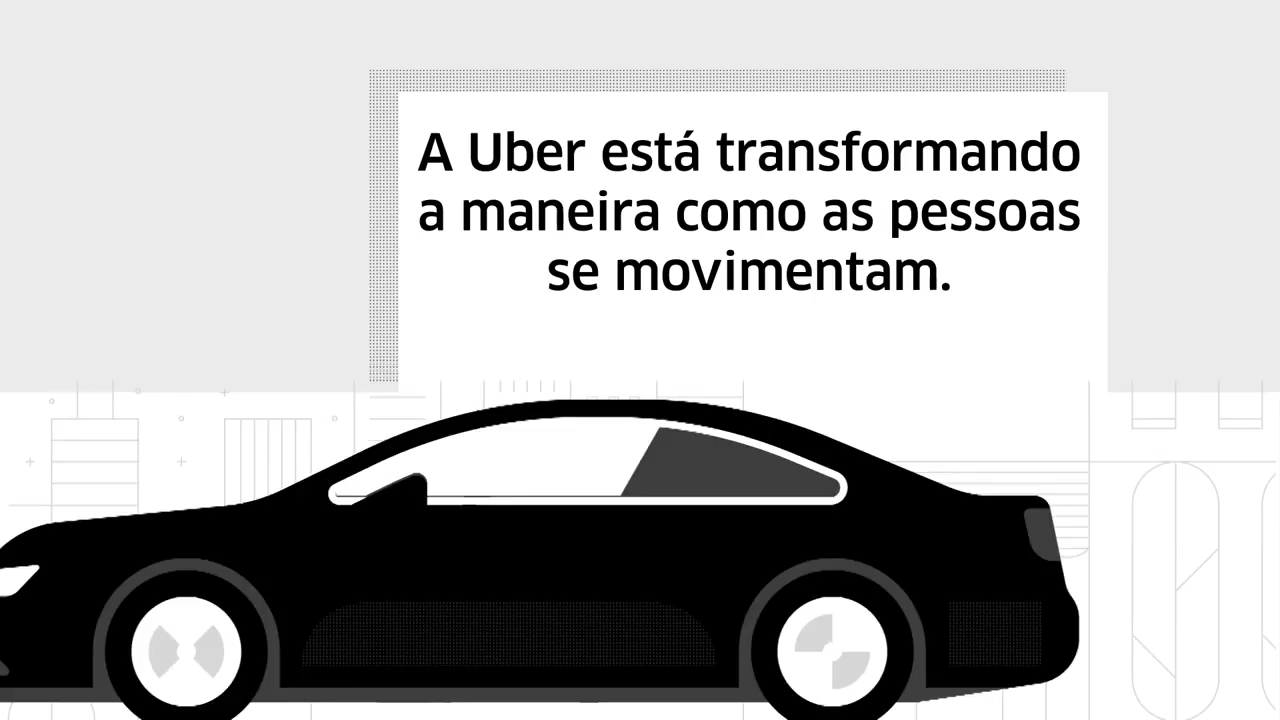 A Uber está transformando
a maneira como as pessoas
se movimentam.